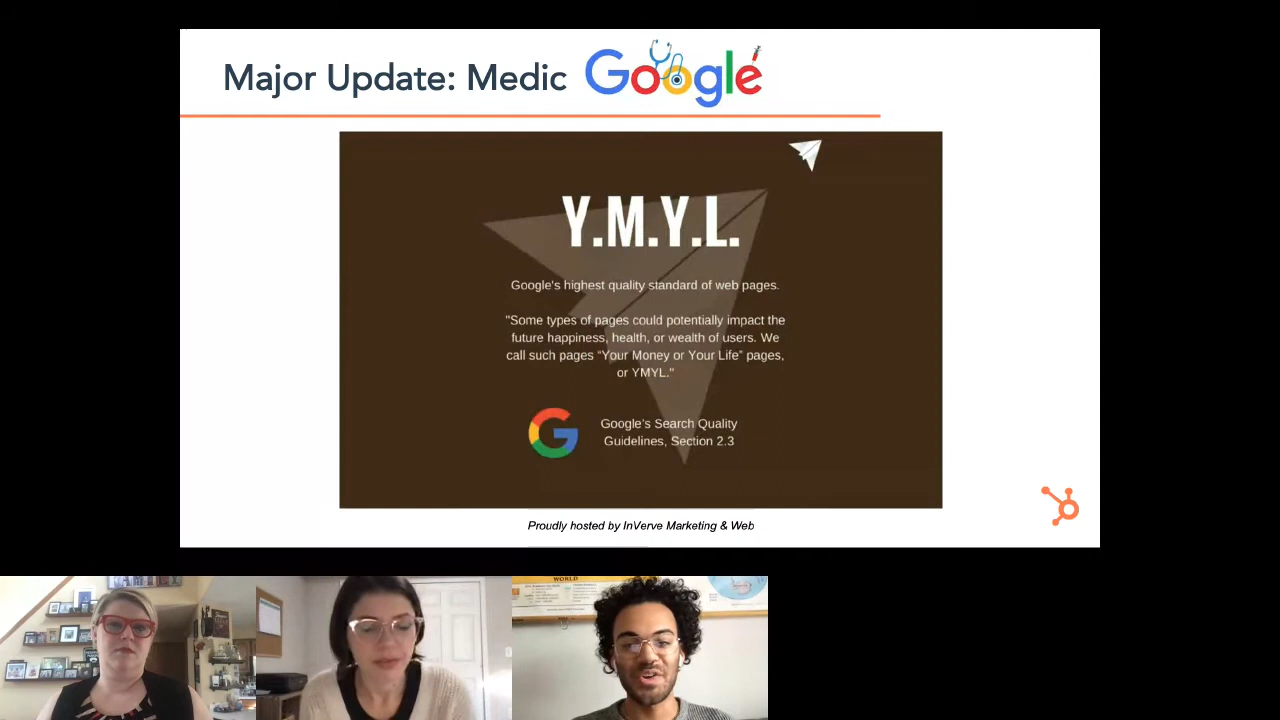 Major Update: Medic Google
Y.M.Y.L.
Google's highest quality standard of web pages.
"Some types of pages could potentially impact the
future happiness, health, or wealth of users. We
call such pages "Your Money or Your Life" pages,
or YMYL."
Google's Search Quality
Guidelines, Section 2.3
Proudly hosted by InVerve Marketing & Web
WORLD